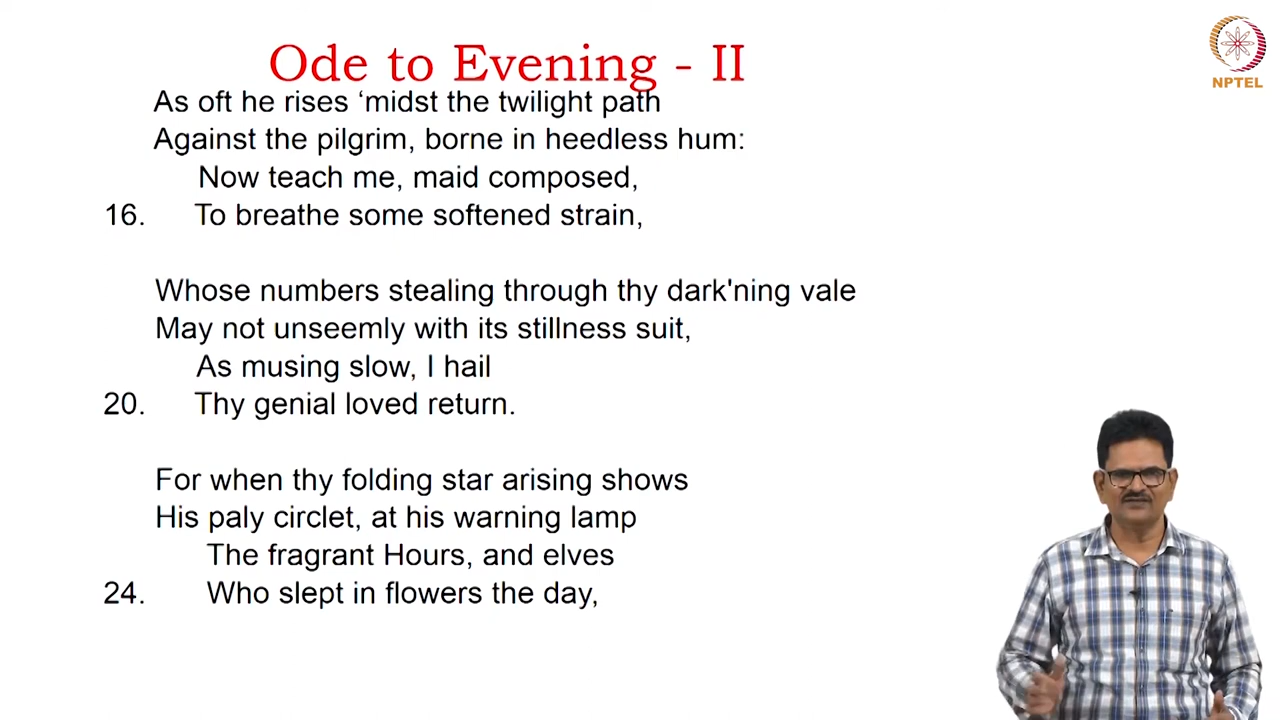 Ode to Evening - II
NPTEL
As oft he rises ‘midst the twilight path
Against the pilgrim, borne in heedless hum:
Now teach me, maid composed,
16. To breathe some softened strain,
Whose numbers stealing through thy dark'ning vale
May not unseemly with its stillness suit,
As musing slow, I hail
20. Thy genial loved return.
For when thy folding star arising shows
His paly circlet, at his warning lamp
The fragrant Hours, and elves
24. Who slept in flowers the day,